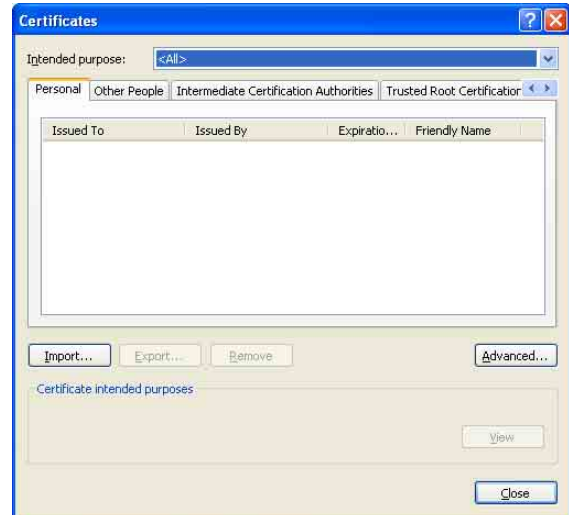 Certificates
Intended purpose: <All>
Personal Other People Intermediate Certification Authorities Trusted Root Certification
Issued To Issued By Expiratio... Friendly Name
Import... Export... Remove Advanced...
Certificate intended purposes
View
Close